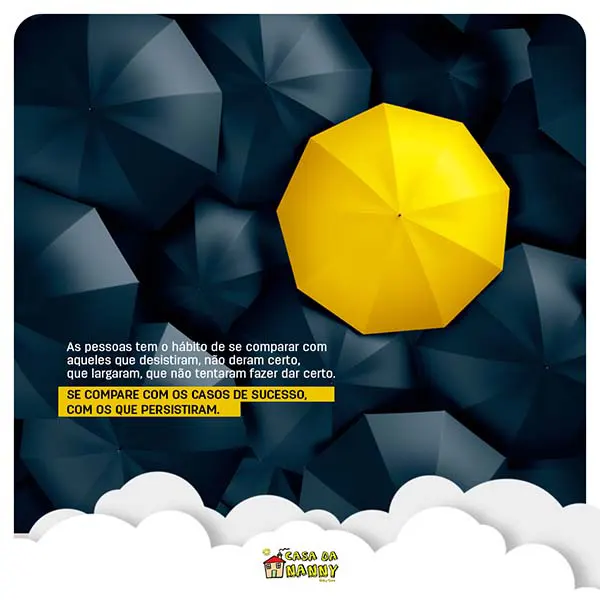 As pessoas tem o hábito de se comparar com
aqueles que desistiram, não deram certo,
que largaram, que não tentaram fazer dar certo.
SE COMPARE COM OS CASOS DE SUCESSO,
COM OS QUE PERSISTIRAM.
CASA DA
NANNY